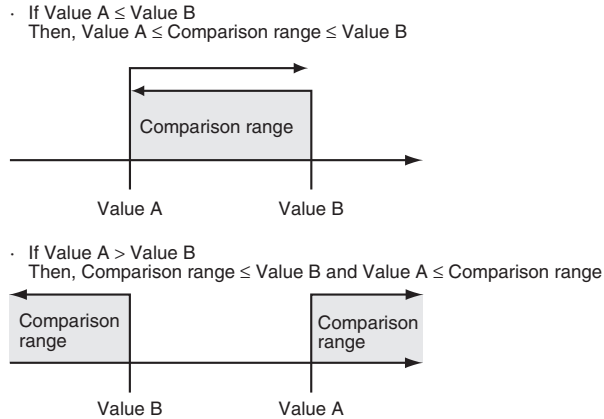 · If Value A ≤ Value B
Then, Value A ≤ Comparison range ≤ Value B
Comparison range
Value A Value B
· If Value A > Value B
Then, Comparison range ≤ Value B and Value A ≤ Comparison range
Comparison range
Comparison range
Value B Value A